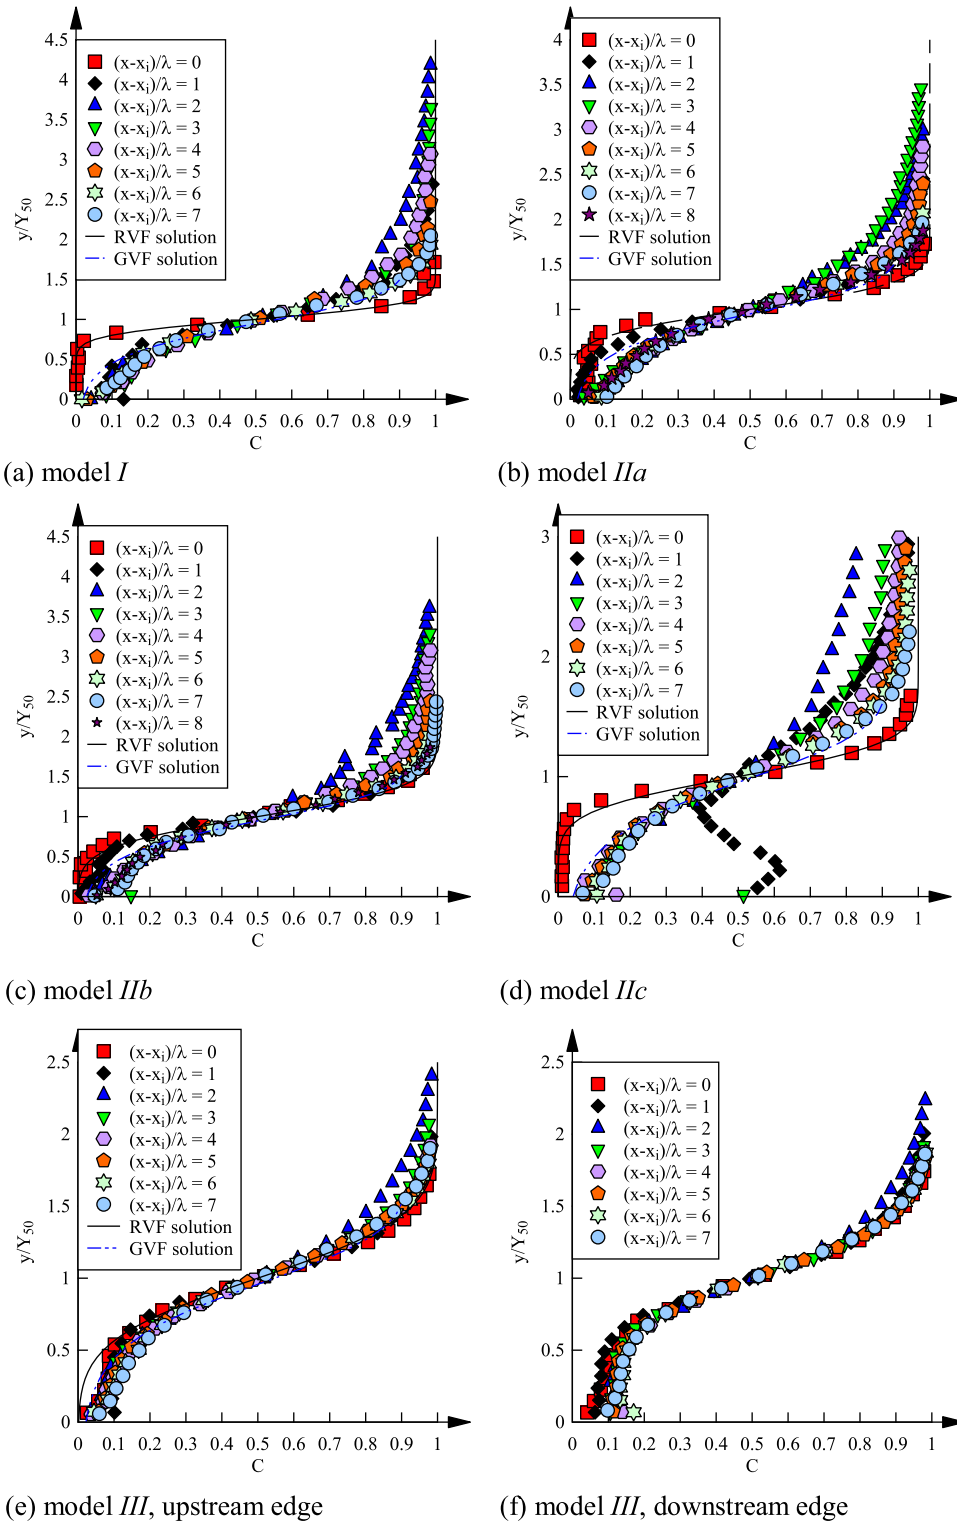 y/Y50
4.5
4
3.5
3
2.5
2
1.5
1
0.5
0
(x-xi)/λ = 0
(x-xi)/λ = 1
(x-xi)/λ = 2
(x-xi)/λ = 3
(x-xi)/λ = 4
(x-xi)/λ = 5
(x-xi)/λ = 6
(x-xi)/λ = 7
RVF solution
GVF solution
0 0.1 0.2 0.3 0.4 0.5 0.6 0.7 0.8 0.9 1
C
(a) model I
y/Y50
4
3.5
3
2.5
2
1.5
1
0.5
0
(x-xi)/λ = 0
(x-xi)/λ = 1
(x-xi)/λ = 2
(x-xi)/λ = 3
(x-xi)/λ = 4
(x-xi)/λ = 5
(x-xi)/λ = 6
(x-xi)/λ = 7
(x-xi)/λ = 8
RVF solution
GVF solution
0 0.1 0.2 0.3 0.4 0.5 0.6 0.7 0.8 0.9 1
C
(b) model IIa
y/Y50
4.5
4
3.5
3
2.5
2
1.5
1
0.5
0
(x-xi)/λ = 0
(x-xi)/λ = 1
(x-xi)/λ = 2
(x-xi)/λ = 3
(x-xi)/λ = 4
(x-xi)/λ = 5
(x-xi)/λ = 6
(x-xi)/λ = 7
(x-xi)/λ = 8
RVF solution
GVF solution
0 0.1 0.2 0.3 0.4 0.5 0.6 0.7 0.8 0.9 1
C
(c) model IIb
y/Y50
3
2
1
0
(x-xi)/λ = 0
(x-xi)/λ = 1
(x-xi)/λ = 2
(x-xi)/λ = 3
(x-xi)/λ = 4
(x-xi)/λ = 5
(x-xi)/λ = 6
(x-xi)/λ = 7
RVF solution
GVF solution
0 0.1 0.2 0.3 0.4 0.5 0.6 0.7 0.8 0.9 1
C
(d) model IIc
y/Y50
2.5
2
1.5
1
0.5
0
(x-xi)/λ = 0
(x-xi)/λ = 1
(x-xi)/λ = 2
(x-xi)/λ = 3
(x-xi)/λ = 4
(x-xi)/λ = 5
(x-xi)/λ = 6
(x-xi)/λ = 7
RVF solution
GVF solution
0 0.1 0.2 0.3 0.4 0.5 0.6 0.7 0.8 0.9 1
C
(e) model III, upstream edge
y/Y50
2.5
2
1.5
1
0.5
0
(x-xi)/λ = 0
(x-xi)/λ = 1
(x-xi)/λ = 2
(x-xi)/λ = 3
(x-xi)/λ = 4
(x-xi)/λ = 5
(x-xi)/λ = 6
(x-xi)/λ = 7
0 0.1 0.2 0.3 0.4 0.5 0.6 0.7 0.8 0.9 1
C
(f) model III, downstream edge